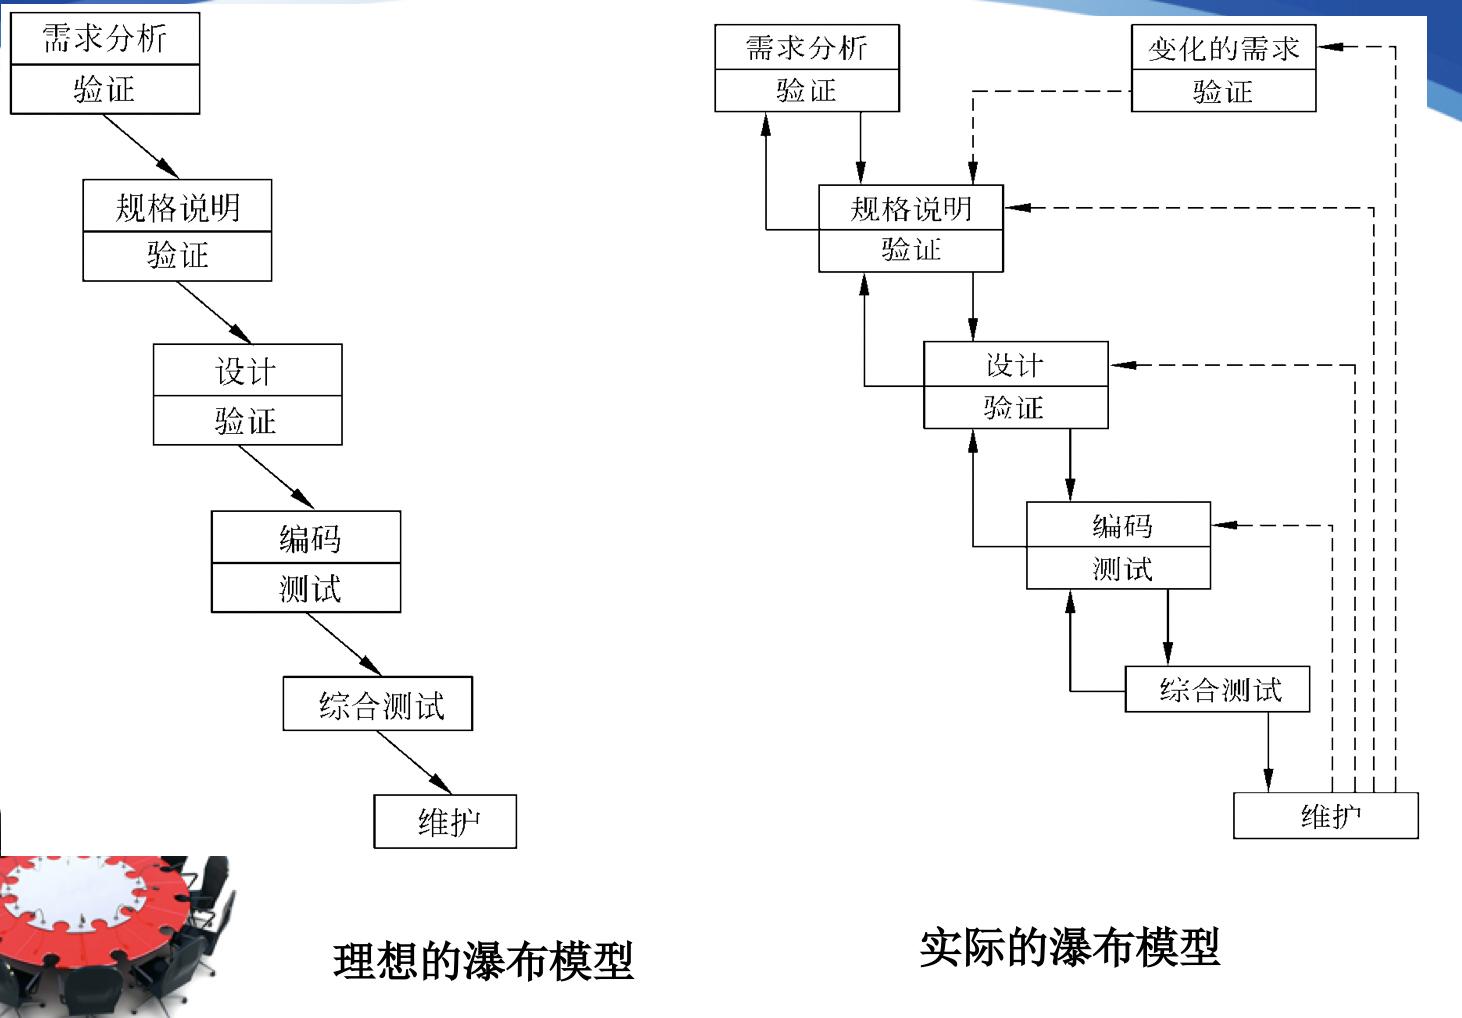 需求分析
验证
规格说明
验证
设计
验证
编码
测试
综合测试
维护
理想的瀑布模型
需求分析
验证
变化的需求
验证
规格说明
验证
设计
验证
编码
测试
综合测试
维护
实际的瀑布模型